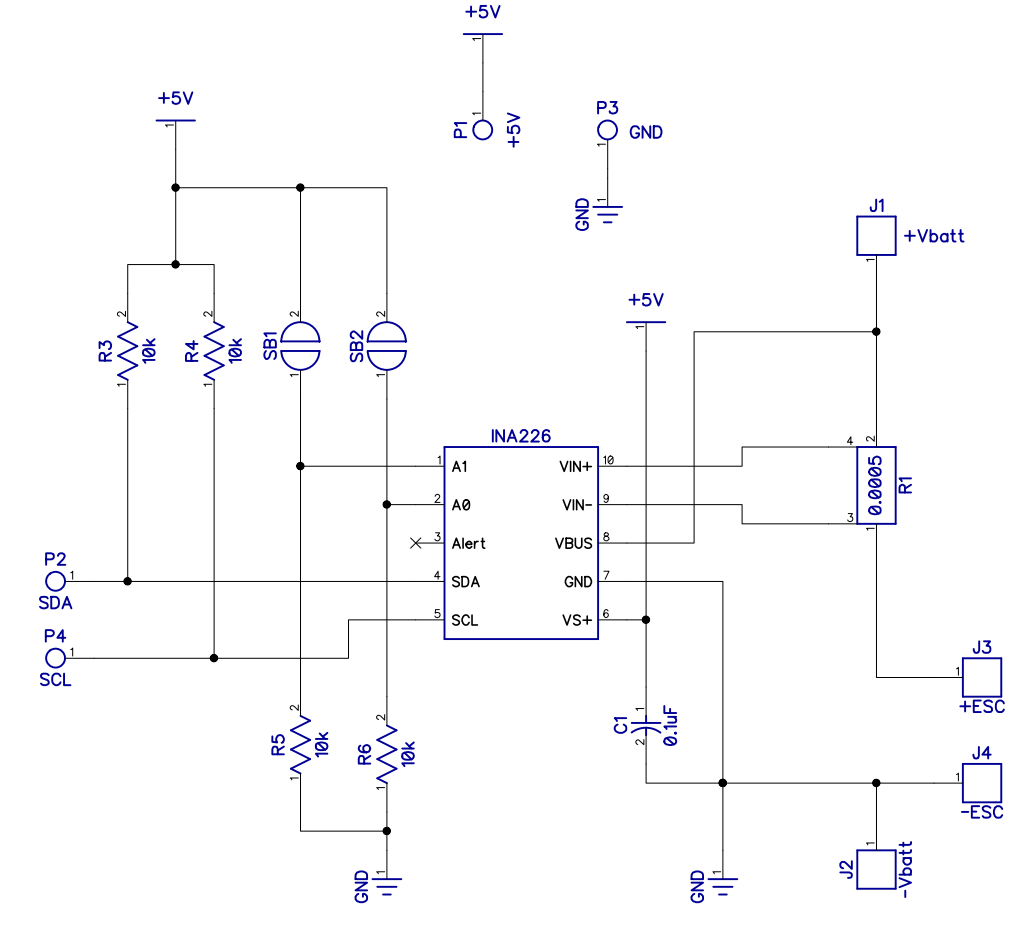 +5V
1
1
P1
+5V
P3
GND
1
1
GND
+5V
1
J1
+Vbatt
1
+5V
1
2
R3
10k
1
2
R4
10k
1
2
SB1
1
2
SB2
1
INA226
1 A1
2 A0
3 Alert
4 SDA
5 SCL
VIN+ 10
VIN- 9
VBUS 8
GND 7
VS+ 6
4
2
0.0005
R1
3
1
P2
1
SDA
P4
1
SCL
J3
1
+ESC
2
R5
10k
1
2
R6
10k
1
1
C1
0.1uF
2
J4
1
-ESC
1
J2
-Vbatt
1
GND
1
GND